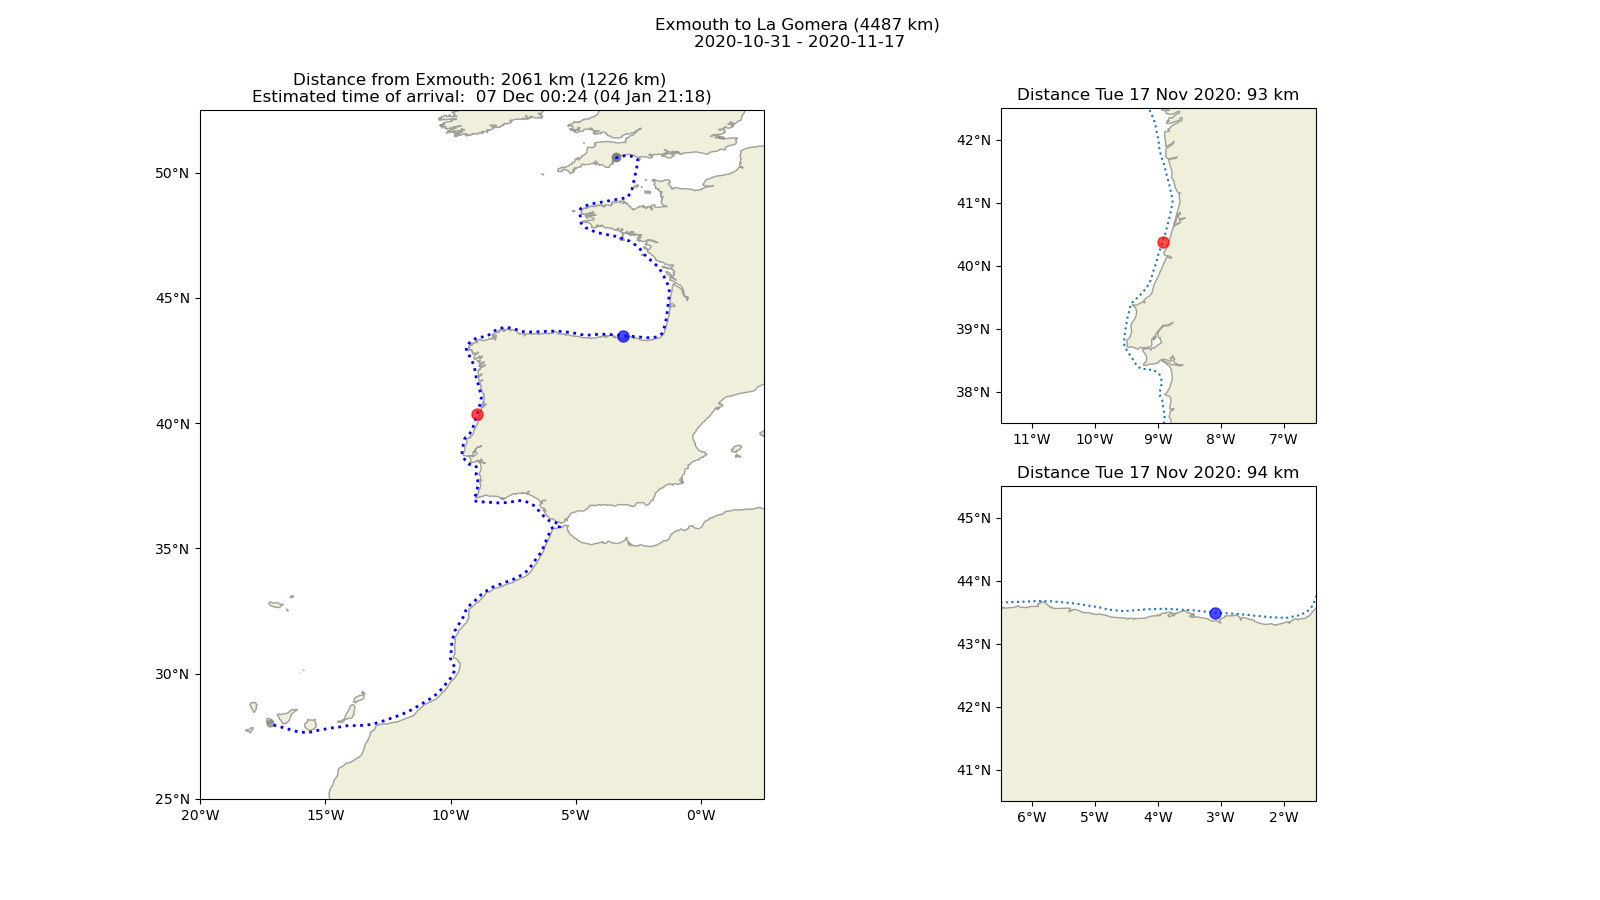 Exmouth to La Gomera (4487 km)
2020-10-31 - 2020-11-17
Distance from Exmouth: 2061 km (1226 km)
Estimated time of arrival:  07 Dec 00:24 (04 Jan 21:18)
50°N
45°N
40°N
35°N
30°N
25°N
20°W
15°W
10°W
5°W
0°W
Distance Tue 17 Nov 2020: 93 km
42°N
41°N
40°N
39°N
38°N
11°W
10°W
9°W
8°W
7°W
Distance Tue 17 Nov 2020: 94 km
45°N
44°N
43°N
42°N
41°N
6°W
5°W
4°W
3°W
2°W